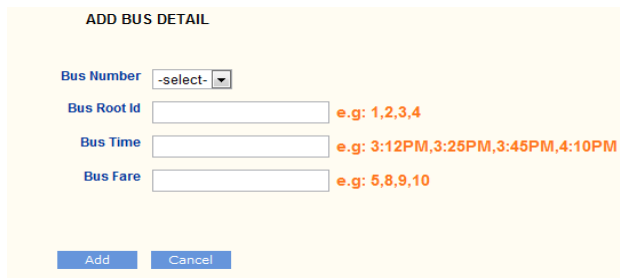 ADD BUS DETAIL
Bus Number -select-
Bus Root Id e.g: 1,2,3,4
Bus Time e.g: 3:12PM,3:25PM,3:45PM,4:10PM
Bus Fare e.g: 5,8,9,10
Add Cancel